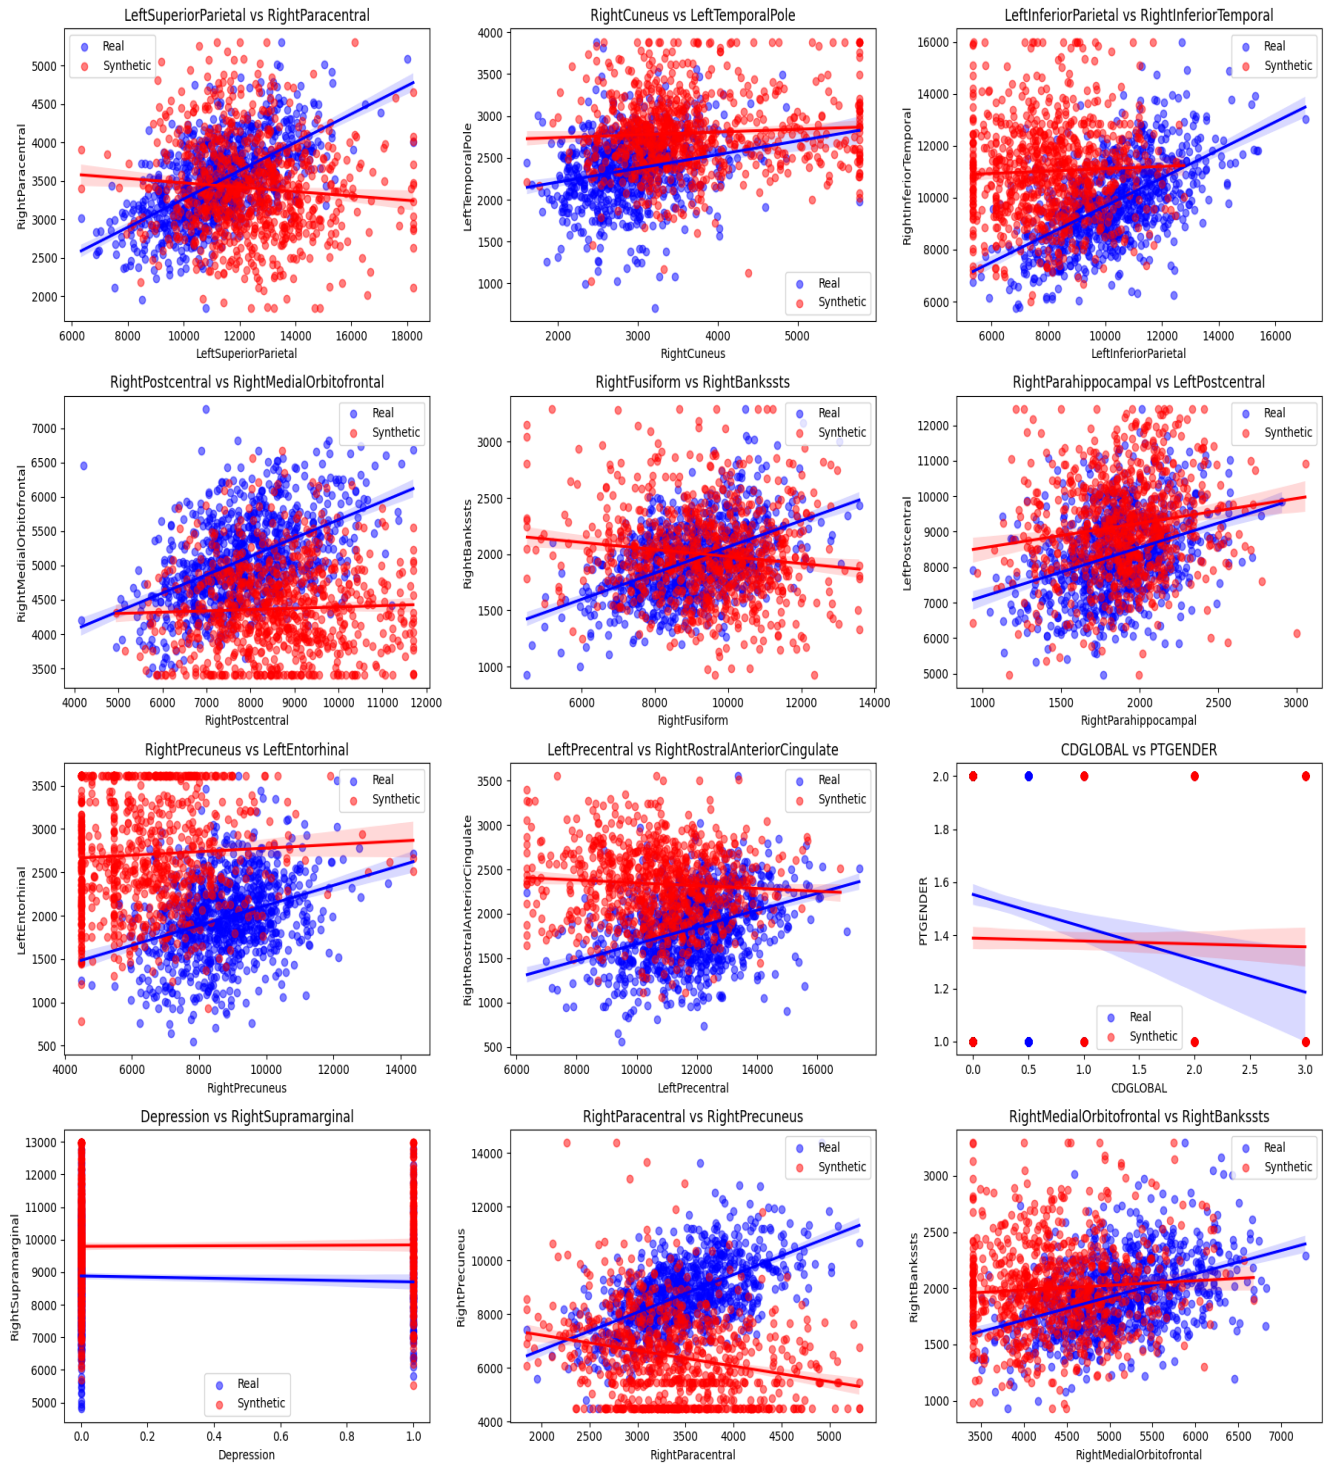 LeftSuperiorParietal vs RightParacentral
Real
Synthetic
5000
4500
4000
3500
3000
2500
2000
RightParacentral
6000 8000 10000 12000 14000 16000 18000
LeftSuperiorParietal
RightCuneus vs LeftTemporalPole
4000
3500
3000
2500
2000
1500
1000
LeftTemporalPole
Real
Synthetic
2000 3000 4000 5000
RightCuneus
LeftInferiorParietal vs RightInferiorTemporal
Real
Synthetic
16000
14000
12000
10000
8000
6000
RightInferiorTemporal
6000 8000 10000 12000 14000 16000
LeftInferiorParietal
RightPostcentral vs RightMedialOrbitofrontal
Real
Synthetic
7000
6500
6000
5500
5000
4500
4000
3500
RightMedialOrbitofrontal
4000 5000 6000 7000 8000 9000 10000 11000 12000
RightPostcentral
RightFusiform vs RightBankssts
Real
Synthetic
3000
2500
2000
1500
1000
RightBankssts
6000 8000 10000 12000 14000
RightFusiform
RightParahippocampal vs LeftPostcentral
Real
Synthetic
12000
11000
10000
9000
8000
7000
6000
5000
LeftPostcentral
1000 1500 2000 2500 3000
RightParahippocampal
RightPrecuneus vs LeftEntorhinal
Real
Synthetic
3500
3000
2500
2000
1500
1000
500
LeftEntorhinal
4000 6000 8000 10000 12000 14000
RightPrecuneus
LeftPrecentral vs RightRostralAnteriorCingulate
Real
Synthetic
3500
3000
2500
2000
1500
1000
500
RightRostralAnteriorCingulate
6000 8000 10000 12000 14000 16000
LeftPrecentral
CDGLOBAL vs PTGENDER
2.0
1.8
1.6
1.4
1.2
1.0
PTGENDER
Real
Synthetic
0.0 0.5 1.0 1.5 2.0 2.5 3.0
CDGLOBAL
Depression vs RightSupramarginal
13000
12000
11000
10000
9000
8000
7000
6000
5000
RightSupramarginal
Real
Synthetic
0.0 0.2 0.4 0.6 0.8 1.0
Depression
RightParacentral vs RightPrecuneus
Real
Synthetic
14000
12000
10000
8000
6000
4000
RightPrecuneus
2000 2500 3000 3500 4000 4500 5000
RightParacentral
RightMedialOrbitofrontal vs RightBankssts
Real
Synthetic
3000
2500
2000
1500
1000
RightBankssts
3500 4000 4500 5000 5500 6000 6500 7000
RightMedialOrbitofrontal